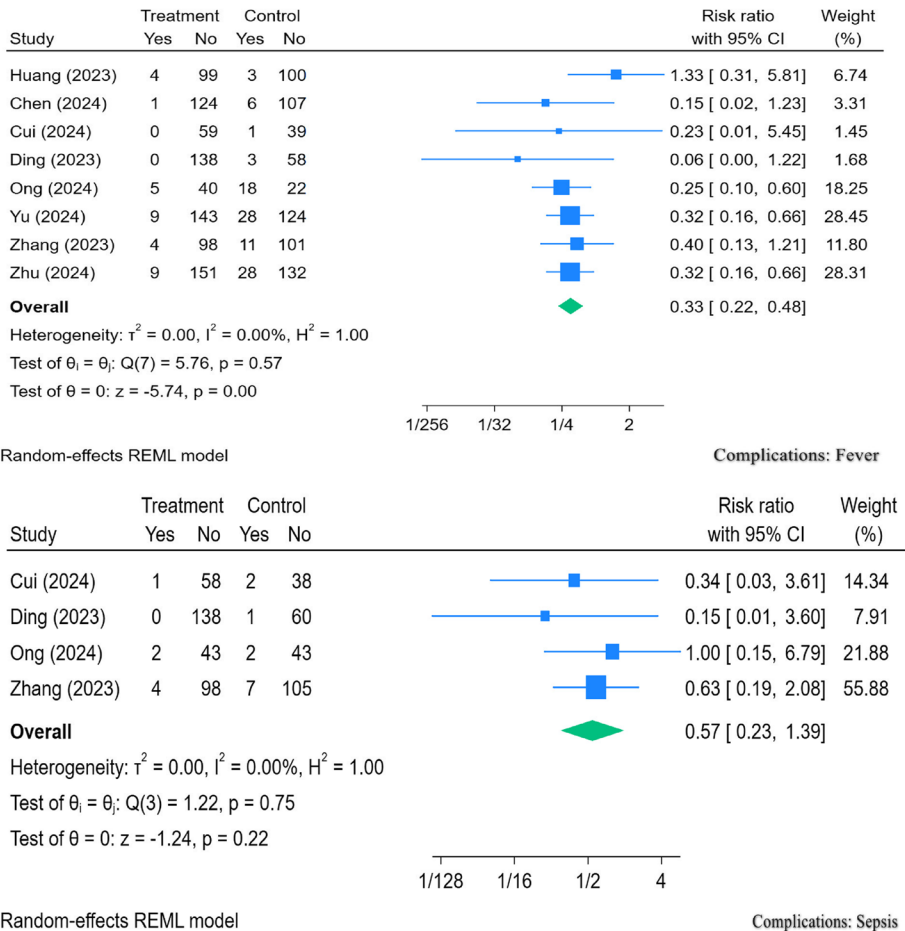 Treatment Control Risk ratio Weight
Study Yes No Yes No with 95% CI (%)
Huang (2023) 4 99 3 100 1.33 [ 0.31, 5.81] 6.74
Chen (2024) 1 124 6 107 0.15 [ 0.02, 1.23] 3.31
Cui (2024) 0 59 1 39 0.23 [ 0.01, 5.45] 1.45
Ding (2023) 0 138 3 58 0.06 [ 0.00, 1.22] 1.68
Ong (2024) 5 40 18 22 0.25 [ 0.10, 0.60] 18.25
Yu (2024) 9 143 28 124 0.32 [ 0.16, 0.66] 28.45
Zhang (2023) 4 98 11 101 0.40 [ 0.13, 1.21] 11.80
Zhu (2024) 9 151 28 132 0.32 [ 0.16, 0.66] 28.31
Overall 0.33 [ 0.22, 0.48]
Heterogeneity: τ² = 0.00, I² = 0.00%, H² = 1.00
Test of θᵢ = θⱼ: Q(7) = 5.76, p = 0.57
Test of θ = 0: z = -5.74, p = 0.00
1/256 1/32 1/4 2
Random-effects REML model Complications: Fever
Treatment Control Risk ratio Weight
Study Yes No Yes No with 95% CI (%)
Cui (2024) 1 58 2 38 0.34 [ 0.03, 3.61] 14.34
Ding (2023) 0 138 1 60 0.15 [ 0.01, 3.60] 7.91
Ong (2024) 2 43 2 43 1.00 [ 0.15, 6.79] 21.88
Zhang (2023) 4 98 7 105 0.63 [ 0.19, 2.08] 55.88
Overall 0.57 [ 0.23, 1.39]
Heterogeneity: τ² = 0.00, I² = 0.00%, H² = 1.00
Test of θᵢ = θⱼ: Q(3) = 1.22, p = 0.75
Test of θ = 0: z = -1.24, p = 0.22
1/128 1/16 1/2 4
Random-effects REML model Complications: Sepsis